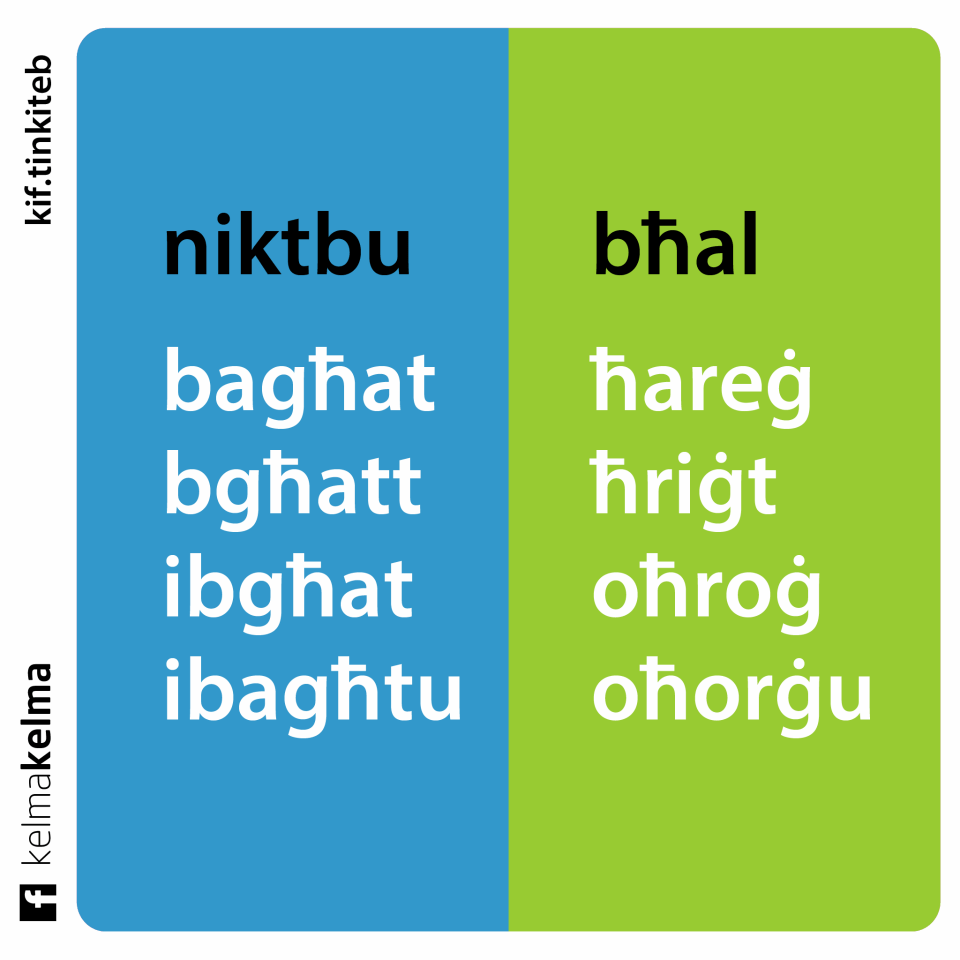 kif.tinkiteb
niktbu
bagħat
bgħatt
ibgħat
ibagħtu
bħal
ħareġ
ħriġt
oħroġ
oħorġu
kelmakelma